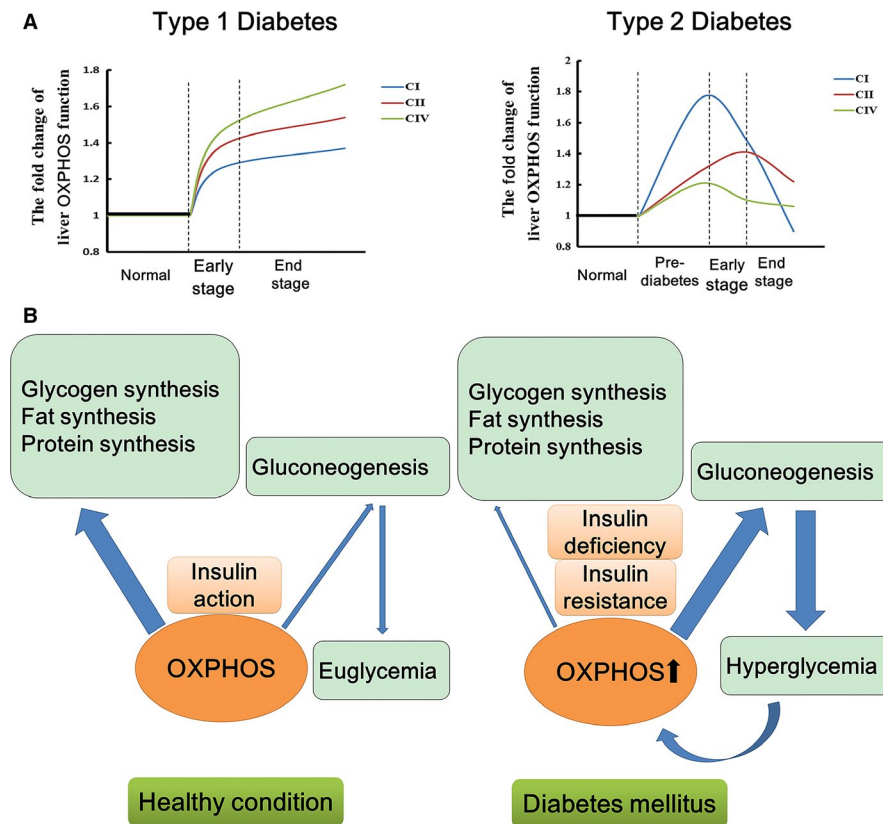 A
Type 1 Diabetes
The fold change of
liver OXPHOS function
1.8
1.6
1.4
1.2
1
0.8
CI
CII
CIV
Normal
Early
stage
End
stage
Type 2 Diabetes
The fold change of
liver OXPHOS function
2
1.8
1.6
1.4
1.2
1
0.8
CI
CII
CIV
Normal
Pre-
diabetes
Early
stage
End
stage
B
Glycogen synthesis
Fat synthesis
Protein synthesis
Gluconeogenesis
Insulin
action
OXPHOS
Euglycemia
Healthy condition
Glycogen synthesis
Fat synthesis
Protein synthesis
Gluconeogenesis
Insulin
deficiency
Insulin
resistance
OXPHOS⬆
Hyperglycemia
Diabetes mellitus